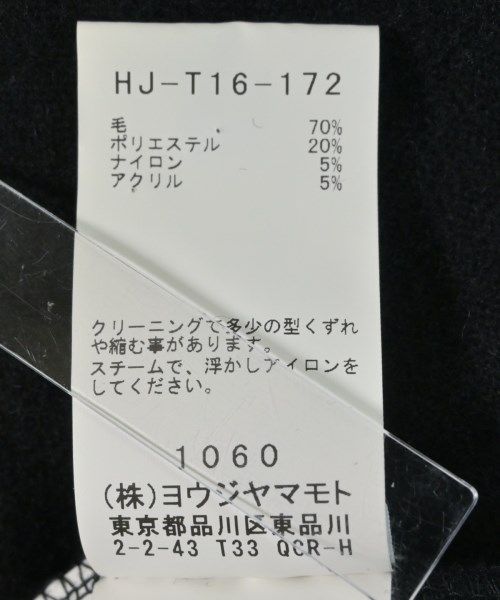 HJ-T16-172
毛 70%
ポリエステル 20%
ナイロン 5%
アクリル 5%
クリーニングで多少の型くずれ
や縮む事があります。
スチームで、浮かしアイロンを
してください。
1060
(株)ヨウジヤマモト
東京都品川区東品川
2-2-43 T33 QCR-H